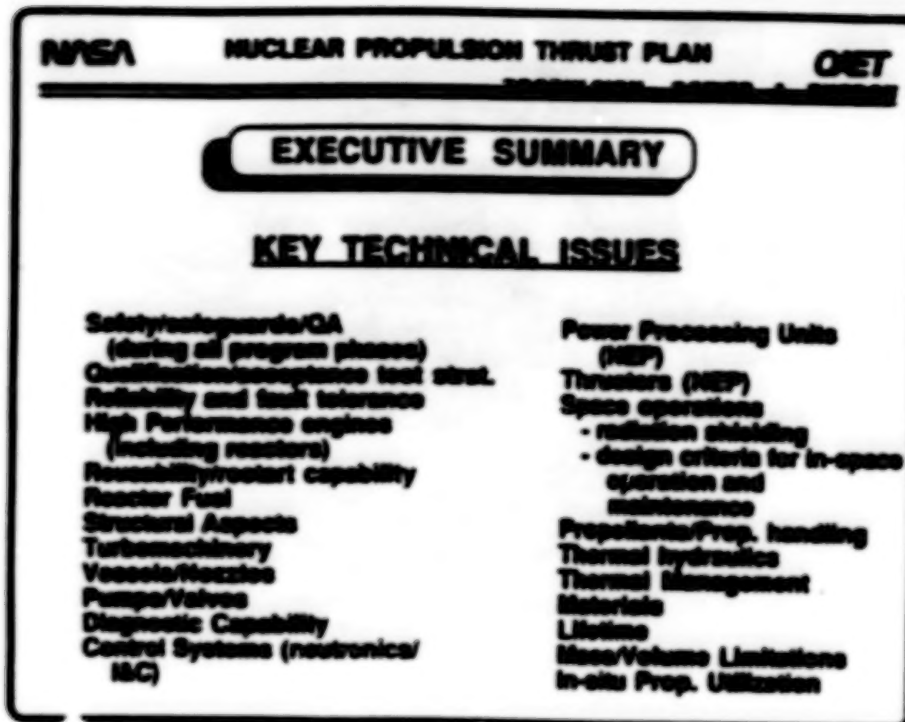 NASA
NUCLEAR PROPULSION THRUST PLAN
OAET
EXECUTIVE SUMMARY
KEY TECHNICAL ISSUES
Safety/safeguards/QA
(during all program phases)
Qualification/acceptance test strat.
Reliability and fault tolerance
High Performance engines
(including reactors)
Reusability/restart capability
Reactor Fuel
Structural Aspects
Turbomachinery
Vessels/Nozzles
Pumps/Valves
Diagnostic Capability
Control Systems (neutronics/
I&C)
Power Processing Units
(NEP)
Thrusters (NEP)
Space operations
- radiation shielding
- design criteria for in-space
operation and
maintenance
Propellants/Prop. handling
Thermal hydraulics
Thermal Management
Materials
Lifetime
Mass/Volume Limitations
In-situ Prop. Utilization